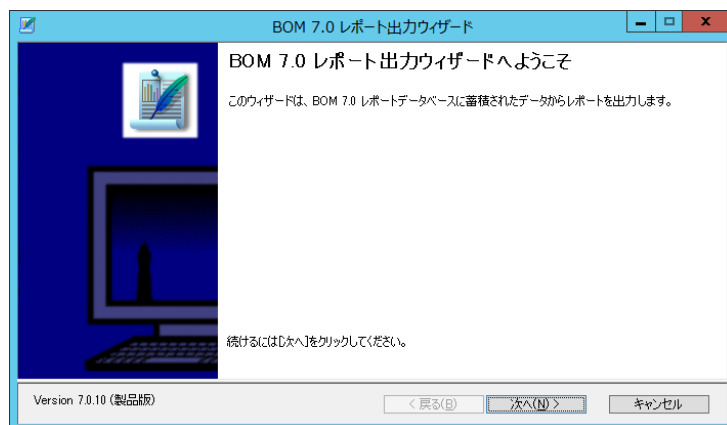 BOM 7.0 レポート出力ウィザード
BOM 7.0 レポート出力ウィザードへようこそ
このウィザードは、BOM 7.0 レポートデータベースに蓄積されたデータからレポートを出力します。
続けるには[次へ]をクリックしてください。
Version 7.0.10 (製品版)
< 戻る(B) 次へ(N) > キャンセル